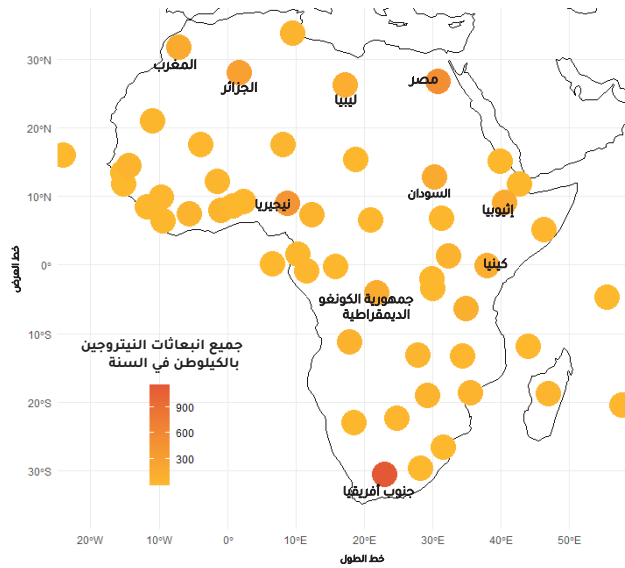 30°N
المغرب
الجزائر
ليبيا
مصر
20°N
10°N
السودان
نيجيريا
إثيوبيا
خط العرض
0°
كينيا
جمهورية الكونغو
الديمقراطية
10°S
جميع انبعاثات النيتروجين
بالكيلوطن في السنة
900
600
300
20°S
30°S
جنوب أفريقيا
20°W
10°W
0°
10°E
20°E
30°E
40°E
50°E
خط الطول